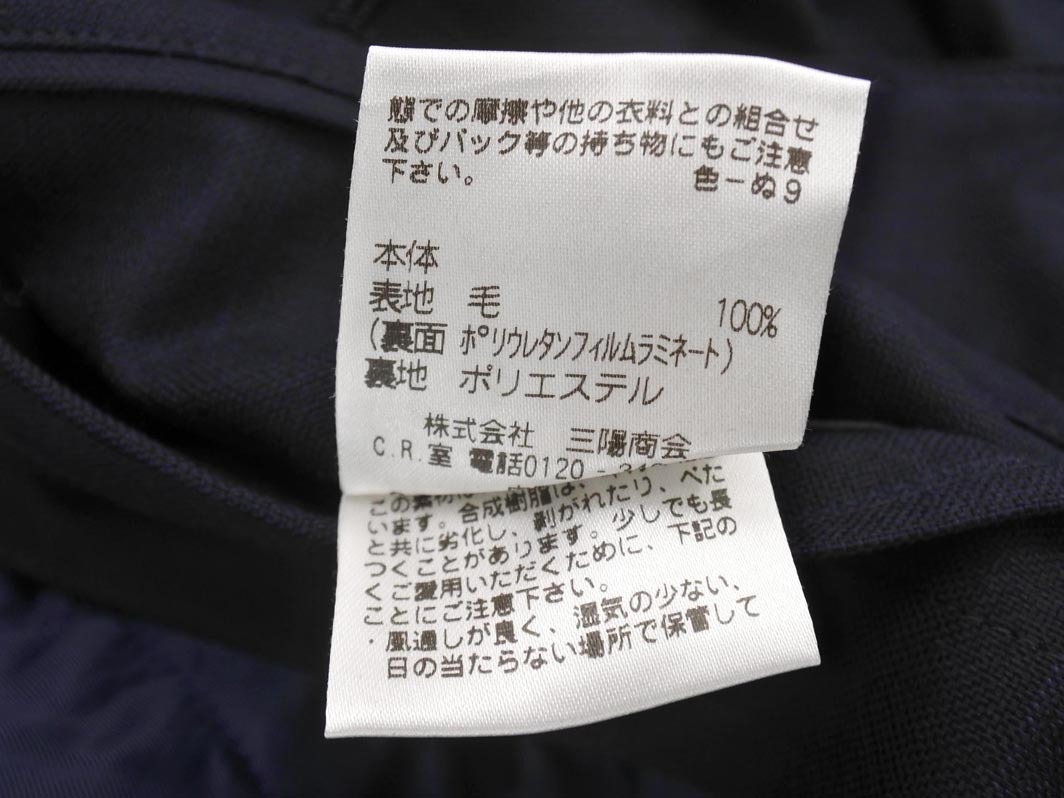 態での摩擦や他の衣料との組合せ
及びバック等の持ち物にもご注意
下さい。 色ーぬ9
本体
表地 毛 100%
(裏面 ポリウレタンフィルムラミネート)
裏地 ポリエステル
株式会社 三陽商会
C.R.室 電話0120-
この素材は 合成樹脂は、 べた
います。 剥がれたり、
と共に劣化し、 少しでも長
つくことがあります。 下記の
くご愛用いただくために、
ことにご注意下さい。
・風通しが良く、湿気の少ない、
日の当たらない場所で保管して